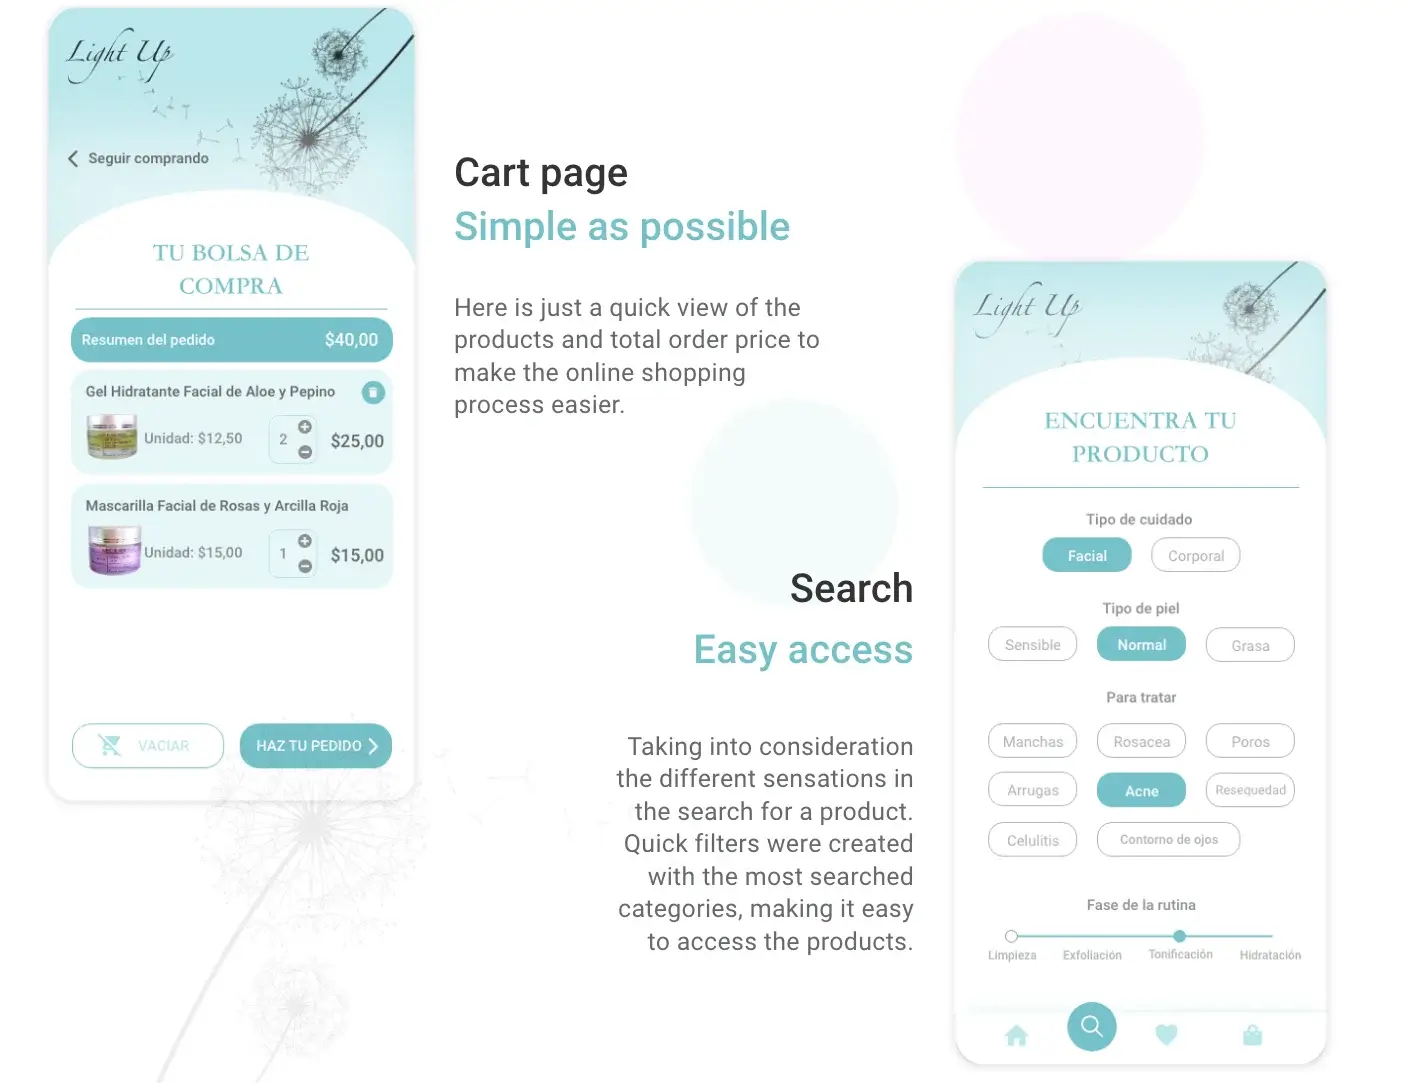 Light Up
Seguir comprando
TU BOLSA DE
COMPRA
Resumen del pedido $40,00
Gel Hidratante Facial de Aloe y Pepino
Unidad: $12,50 2 $25,00
Mascarilla Facial de Rosas y Arcilla Roja
Unidad: $15,00 1 $15,00
VACIAR HAZ TU PEDIDO
Cart page
Simple as possible
Here is just a quick view of the
products and total order price to
make the online shopping
process easier.
Search
Easy access
Taking into consideration
the different sensations in
the search for a product.
Quick filters were created
with the most searched
categories, making it easy
to access the products.
Light Up
ENCUENTRA TU
PRODUCTO
Tipo de cuidado
Facial Corporal
Tipo de piel
Sensible Normal Grasa
Para tratar
Manchas Rosacea Poros
Arrugas Acne Resequedad
Celulitis Contorno de ojos
Fase de la rutina
Limpieza Exfoliación Tonificación Hidratación